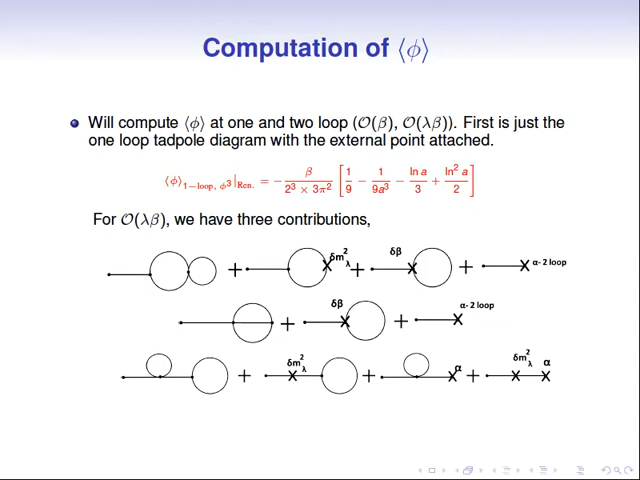 Computation of ⟨ϕ⟩
Will compute ⟨ϕ⟩ at one and two loop (𝒪(β), 𝒪(λβ)). First is just the
one loop tadpole diagram with the external point attached.
⟨ϕ⟩₁₋loop, ϕ³|Ren. = − β / (2³ × 3π²) [ 1/9 − 1/(9a³) − ln a/3 + ln² a/2 ]
For 𝒪(λβ), we have three contributions,
+ δm²λ + δβ + α- 2 loop
+ δβ + α- 2 loop
+ δm²λ + + α + δm²λ α